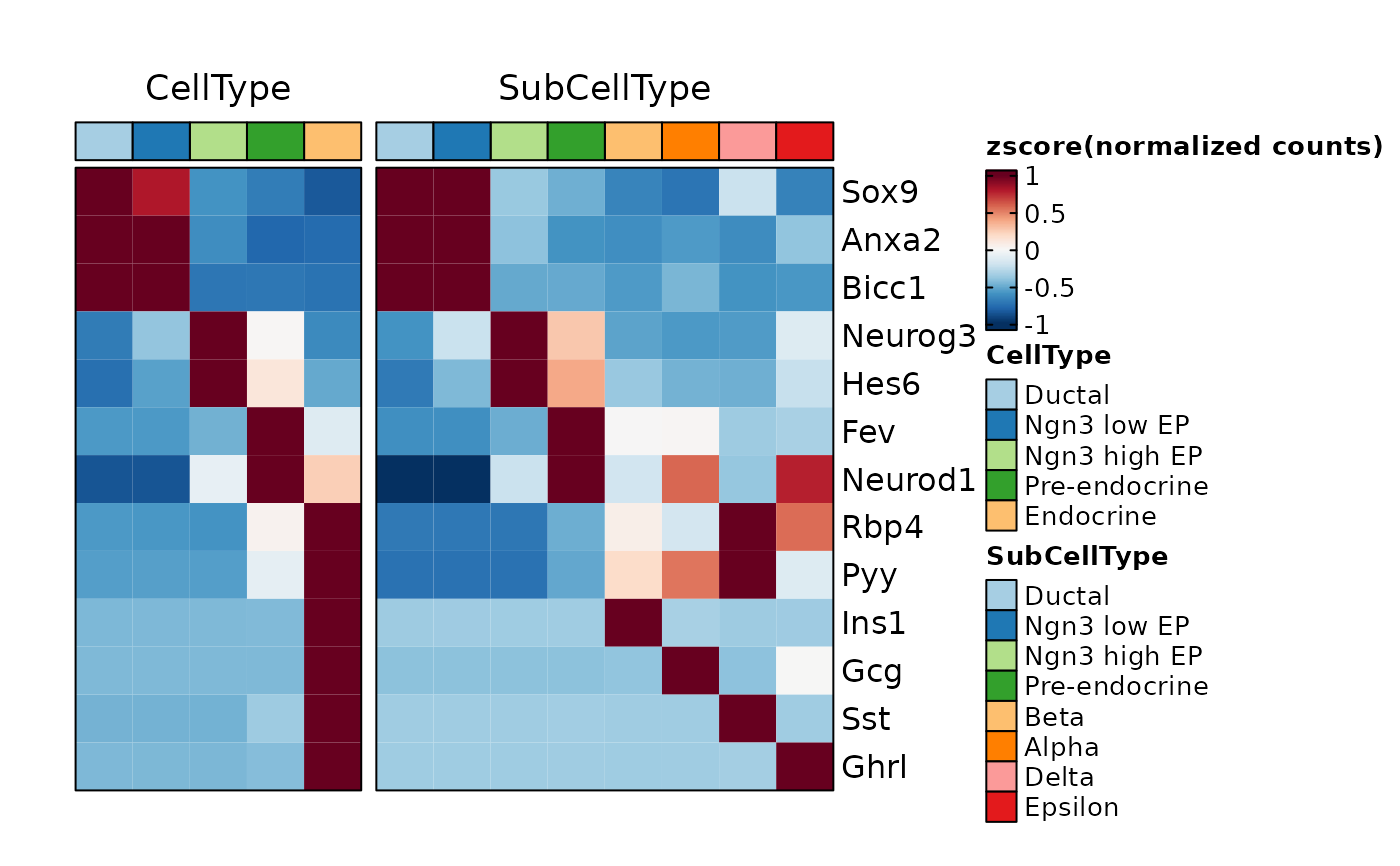 CellType
SubCellType
Sox9
Anxa2
Bicc1
Neurog3
Hes6
Fev
Neurod1
Rbp4
Pyy
Ins1
Gcg
Sst
Ghrl
zscore(normalized counts)
1
0.5
0
-0.5
-1
CellType
Ductal
Ngn3 low EP
Ngn3 high EP
Pre-endocrine
Endocrine
SubCellType
Ductal
Ngn3 low EP
Ngn3 high EP
Pre-endocrine
Beta
Alpha
Delta
Epsilon